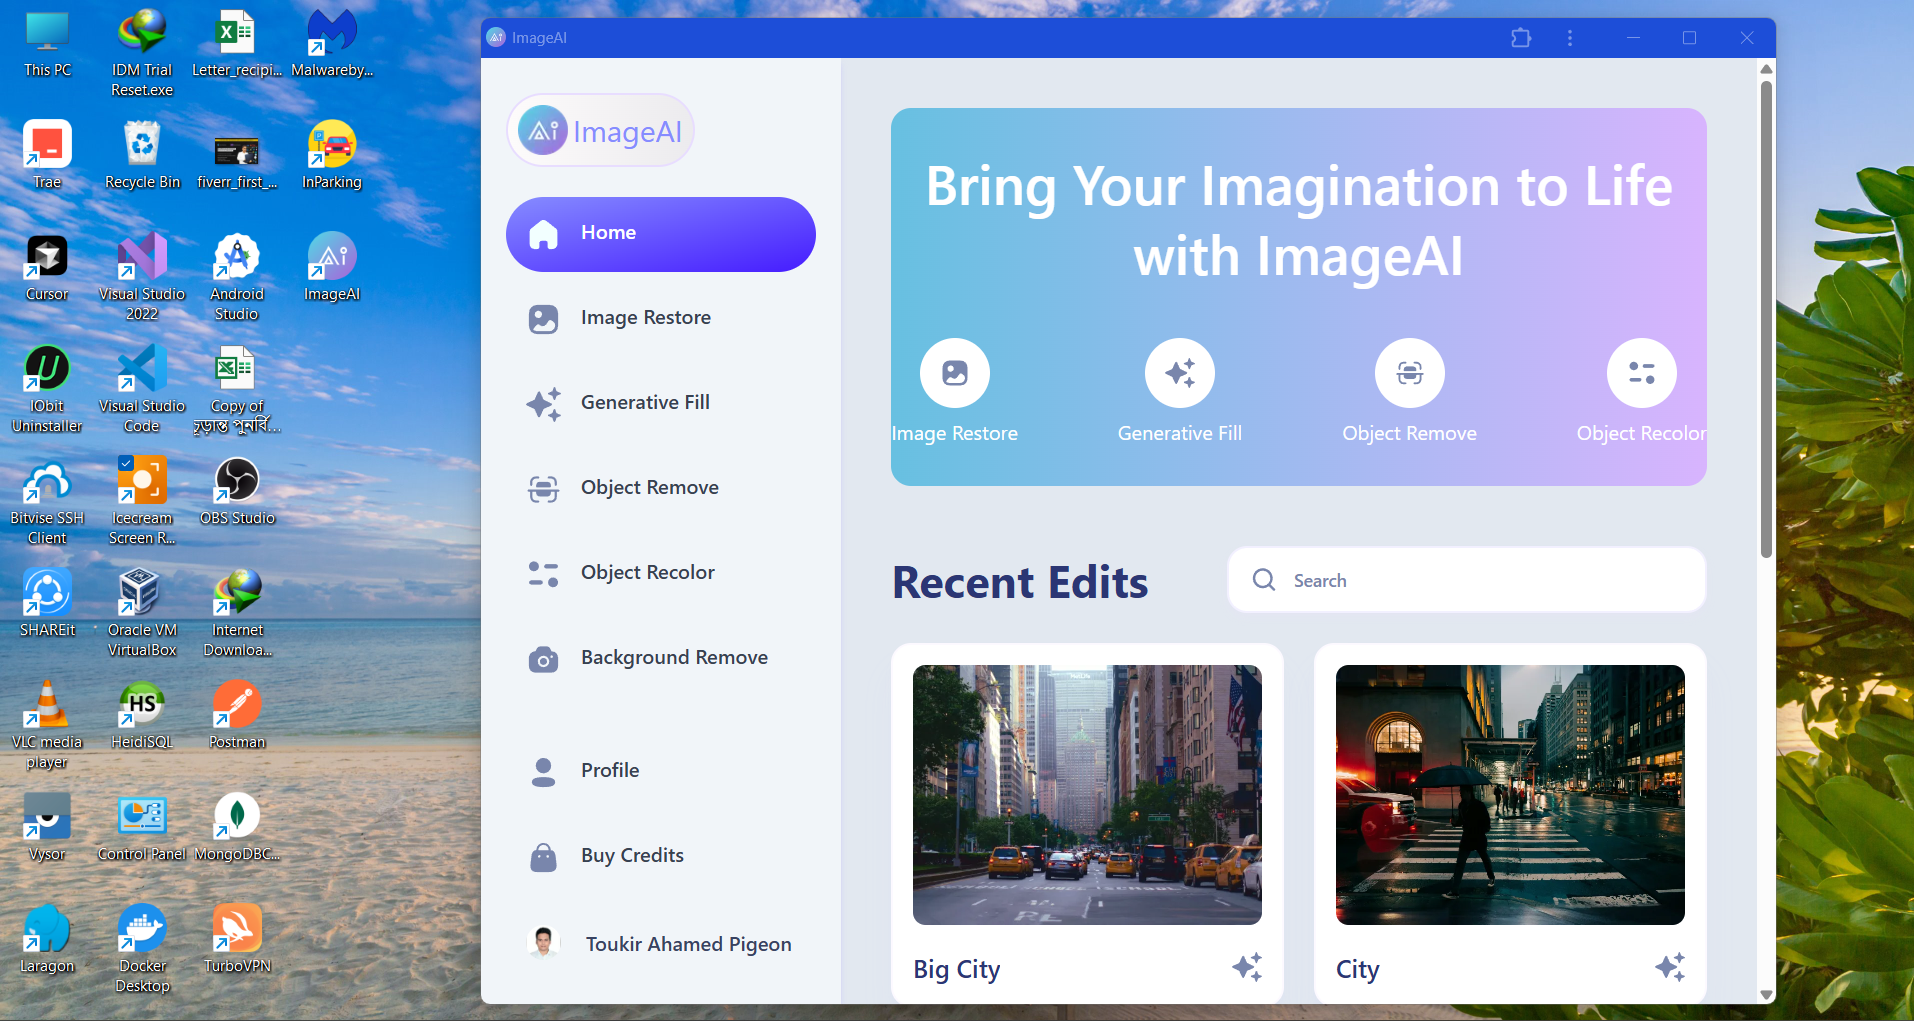 This PC
IDM Trial
Reset.exe
Letter_recipi...
Malwareby...
Trae
Recycle Bin
fiverr_first_...
InParking
Cursor
Visual Studio
2022
Android
Studio
ImageAI
IObit
Uninstaller
Visual Studio
Code
Copy of
চূড়ান্ত পুনর্বি...
Bitvise SSH
Client
Icecream
Screen R...
OBS Studio
SHAREit
Oracle VM
VirtualBox
Internet
Downloa...
VLC media
player
HS
HeidiSQL
Postman
Vysor
Control Panel
MongoDBC...
Laragon
Docker
Desktop
TurboVPN
ImageAI
Ai ImageAI
Home
Image Restore
Generative Fill
Object Remove
Object Recolor
Background Remove
Profile
Buy Credits
Toukir Ahamed Pigeon
Bring Your Imagination to Life
with ImageAI
Image Restore
Generative Fill
Object Remove
Object Recolor
Recent Edits
Search
MetLife
Big City
City